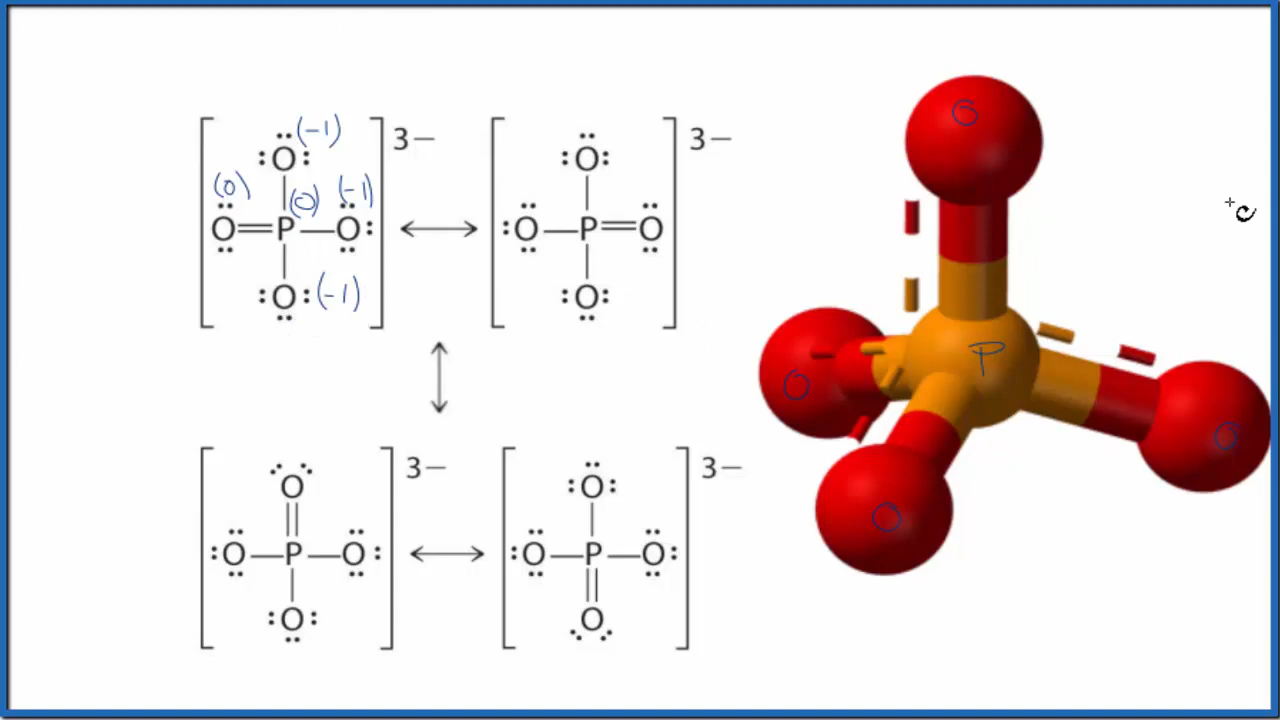 (-1) 3− 3−
O O
(0) (0) (-1)
O=P—O O—P=O
O (-1) O
3− 3−
O O
O—P—O O—P—O
O O
O
P
O O
O